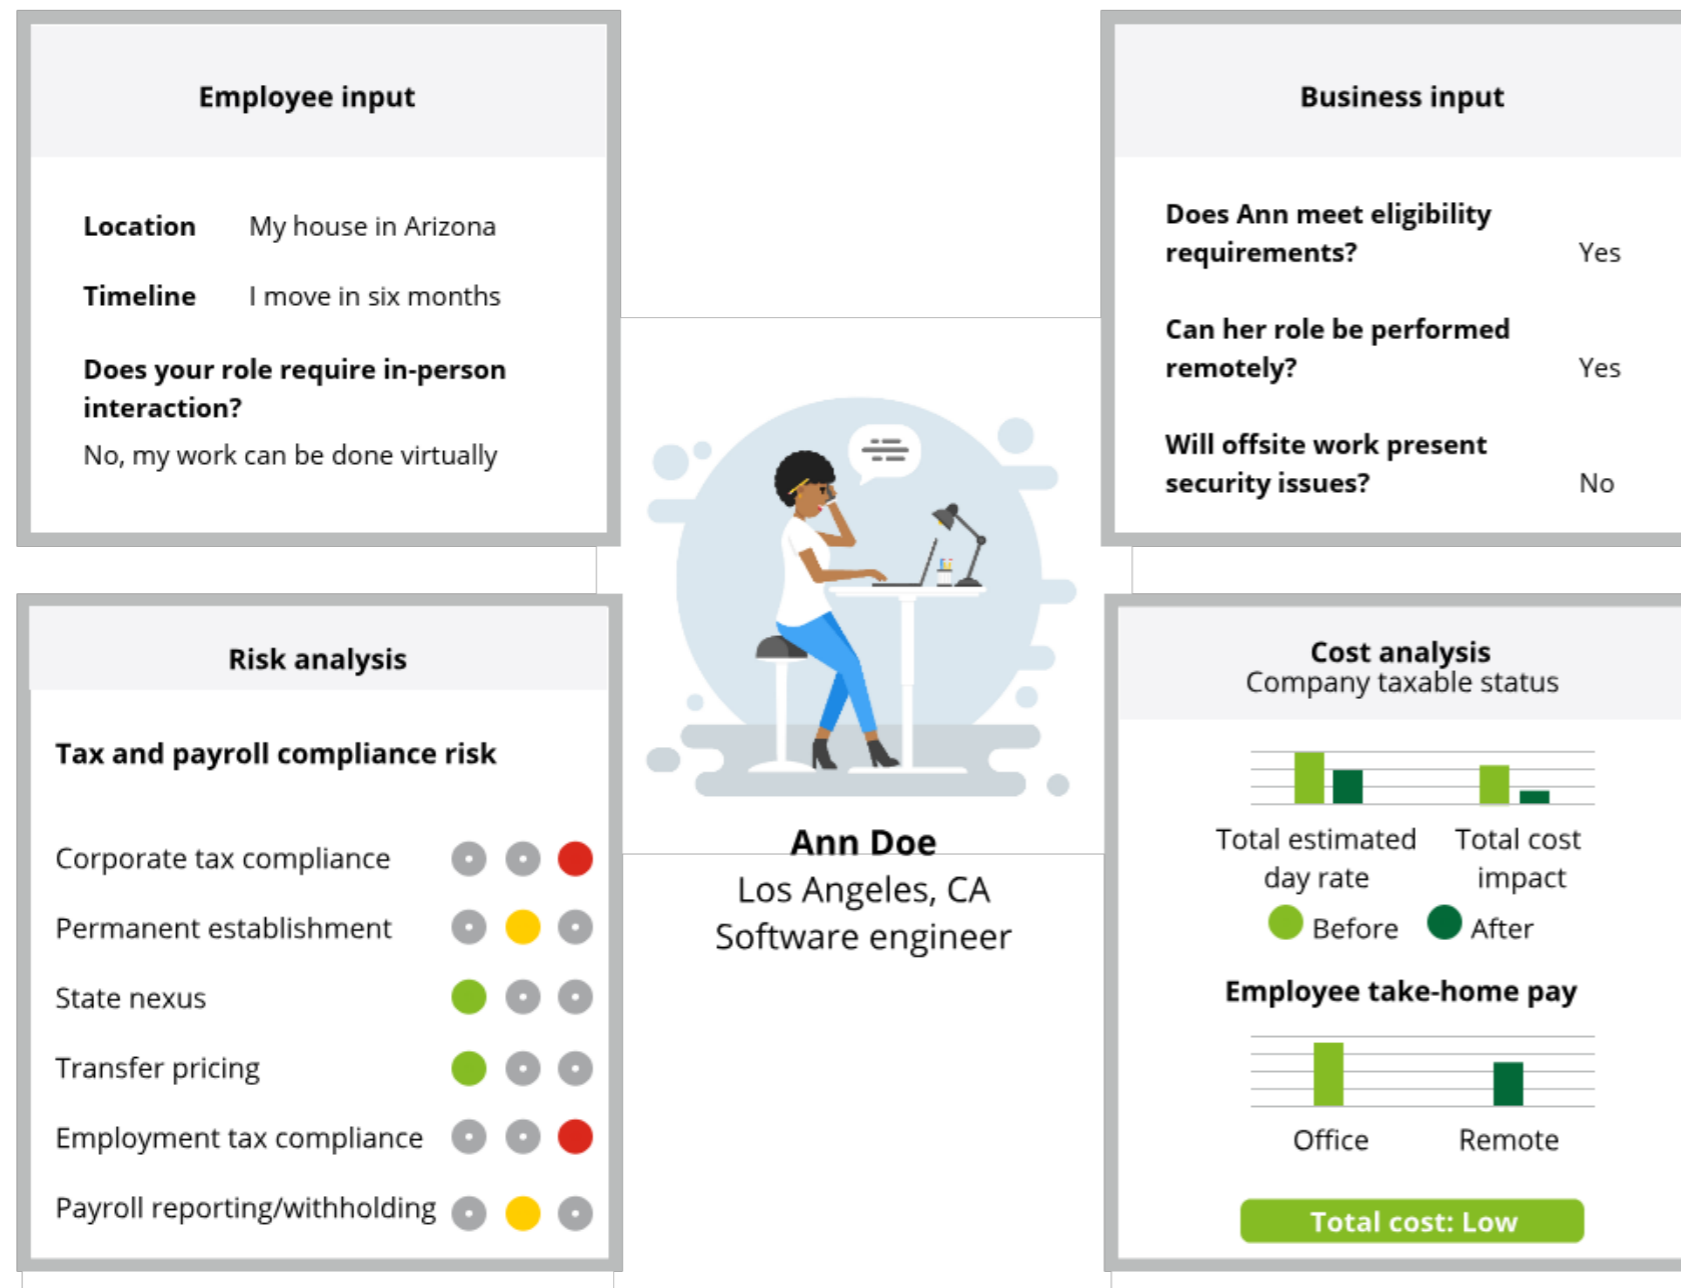 Employee input
Location My house in Arizona
Timeline I move in six months
Does your role require in-person
interaction?
No, my work can be done virtually
Business input
Does Ann meet eligibility
requirements? Yes
Can her role be performed
remotely? Yes
Will offsite work present
security issues? No
Ann Doe
Los Angeles, CA
Software engineer
Risk analysis
Tax and payroll compliance risk
Corporate tax compliance
Permanent establishment
State nexus
Transfer pricing
Employment tax compliance
Payroll reporting/withholding
Cost analysis
Company taxable status
Total estimated
day rate
Total cost
impact
Before After
Employee take-home pay
Office Remote
Total cost: Low